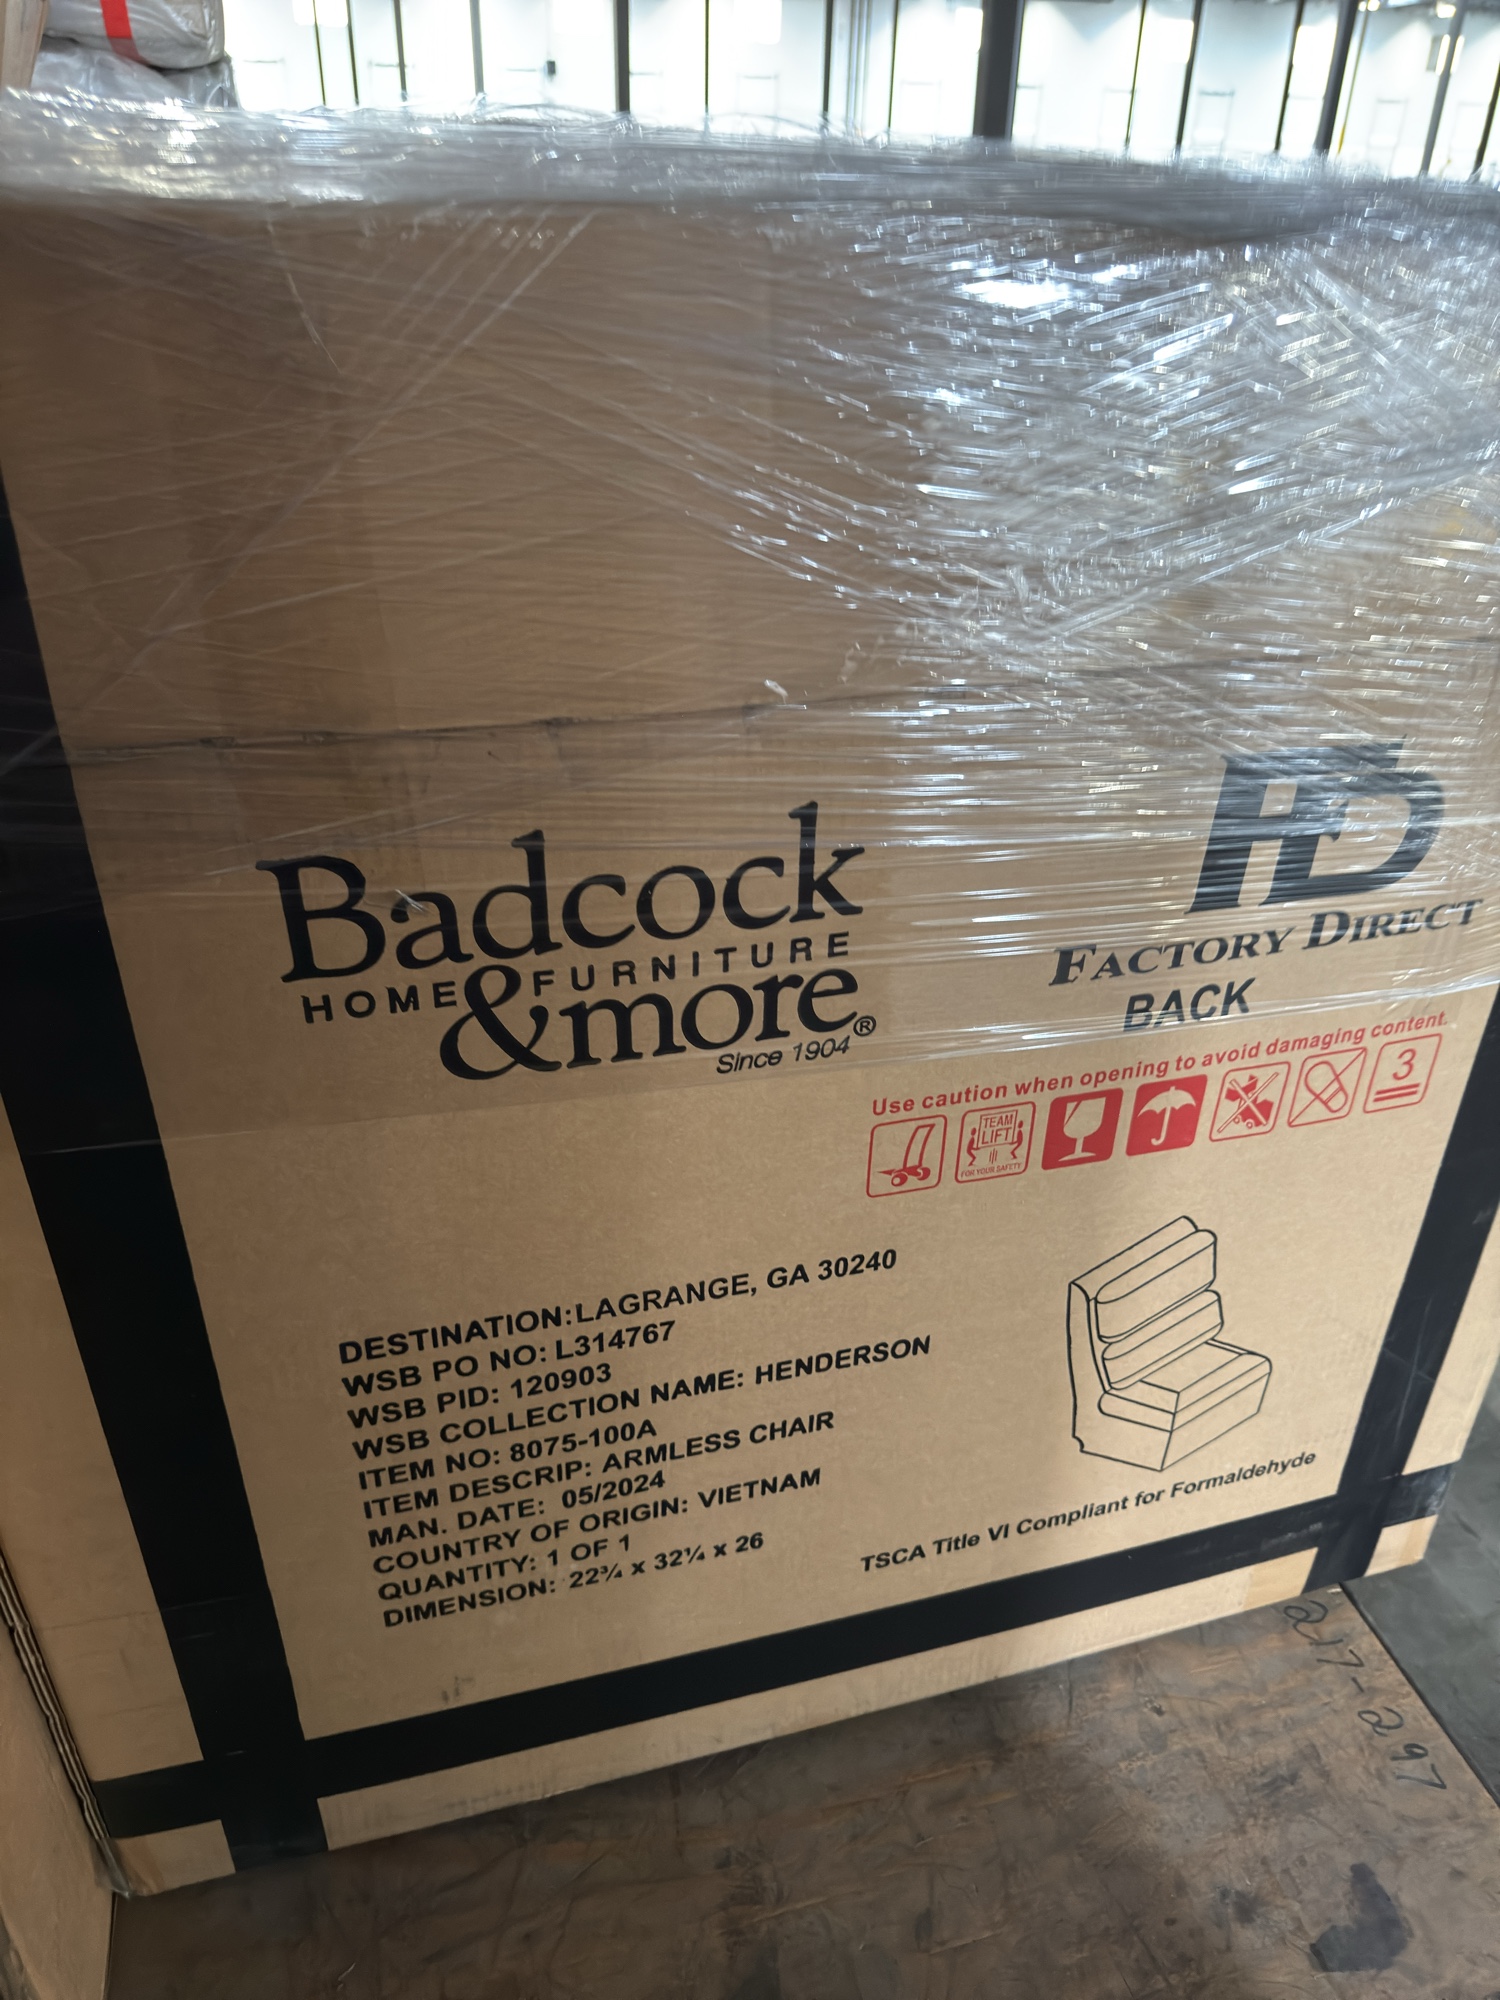 Badcock
HOME FURNITURE
&more®
Since 1904
FD
FACTORY DIRECT
BACK
Use caution when opening to avoid damaging content.
TEAM
LIFT
FOR YOUR SAFETY
3
DESTINATION:LAGRANGE, GA 30240
WSB PO NO: L314767
WSB PID: 120903
WSB COLLECTION NAME: HENDERSON
ITEM NO: 8075-100A
ITEM DESCRIP: ARMLESS CHAIR
MAN. DATE: 05/2024
COUNTRY OF ORIGIN: VIETNAM
QUANTITY: 1 OF 1
DIMENSION: 22¾ x 32¼ x 26
TSCA Title VI Compliant for Formaldehyde
217-297